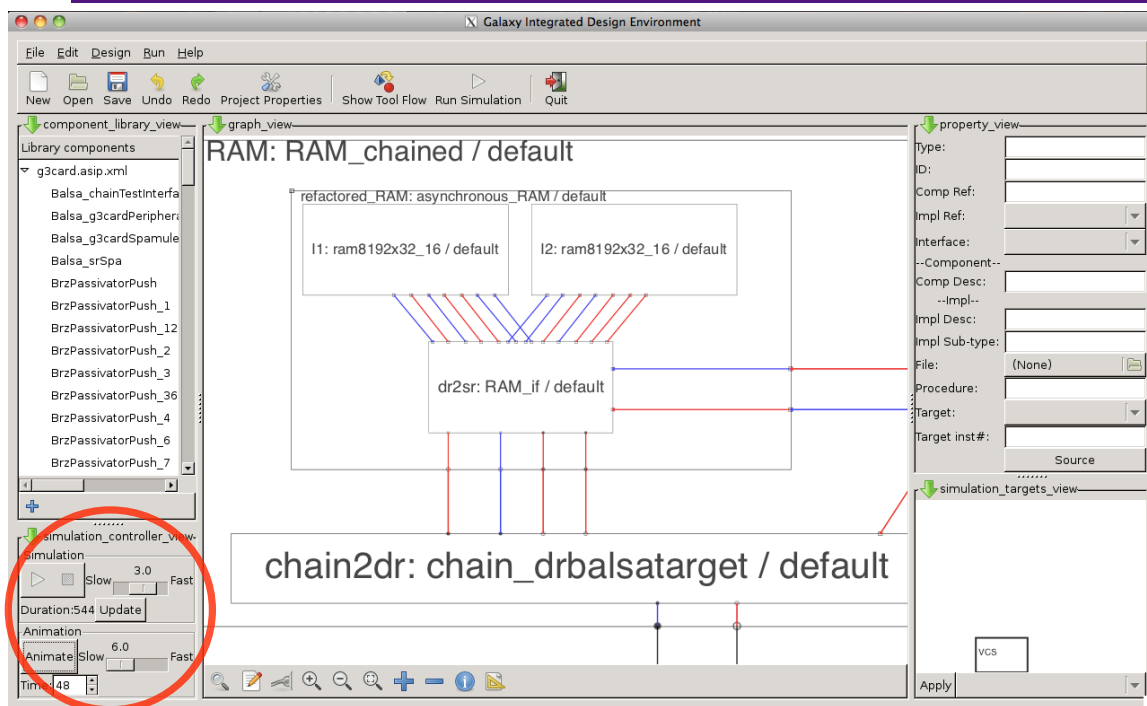 Galaxy Integrated Design Environment
File Edit Design Run Help
New Open Save Undo Redo Project Properties Show Tool Flow Run Simulation Quit
component_library_view
Library components
g3card.asip.xml
Balsa_chainTestInterfa
Balsa_g3cardPeriphera
Balsa_g3cardSpamule
Balsa_srSpa
BrzPassivatorPush
BrzPassivatorPush_1
BrzPassivatorPush_12
BrzPassivatorPush_2
BrzPassivatorPush_3
BrzPassivatorPush_36
BrzPassivatorPush_4
BrzPassivatorPush_6
BrzPassivatorPush_7
simulation_controller_view
Simulation
3.0
Slow Fast
Duration:544 Update
Animation
6.0
Animate Slow Fast
Time: 48
graph_view
RAM: RAM_chained / default
refactored_RAM: asynchronous_RAM / default
I1: ram8192x32_16 / default
I2: ram8192x32_16 / default
dr2sr: RAM_if / default
chain2dr: chain_drbalsatarget / default
property_view
Type:
ID:
Comp Ref:
Impl Ref:
Interface:
--Component--
Comp Desc:
--Impl--
Impl Desc:
Impl Sub-type:
File: (None)
Procedure:
Target:
Target inst#:
Source
simulation_targets_view
vcs
Apply